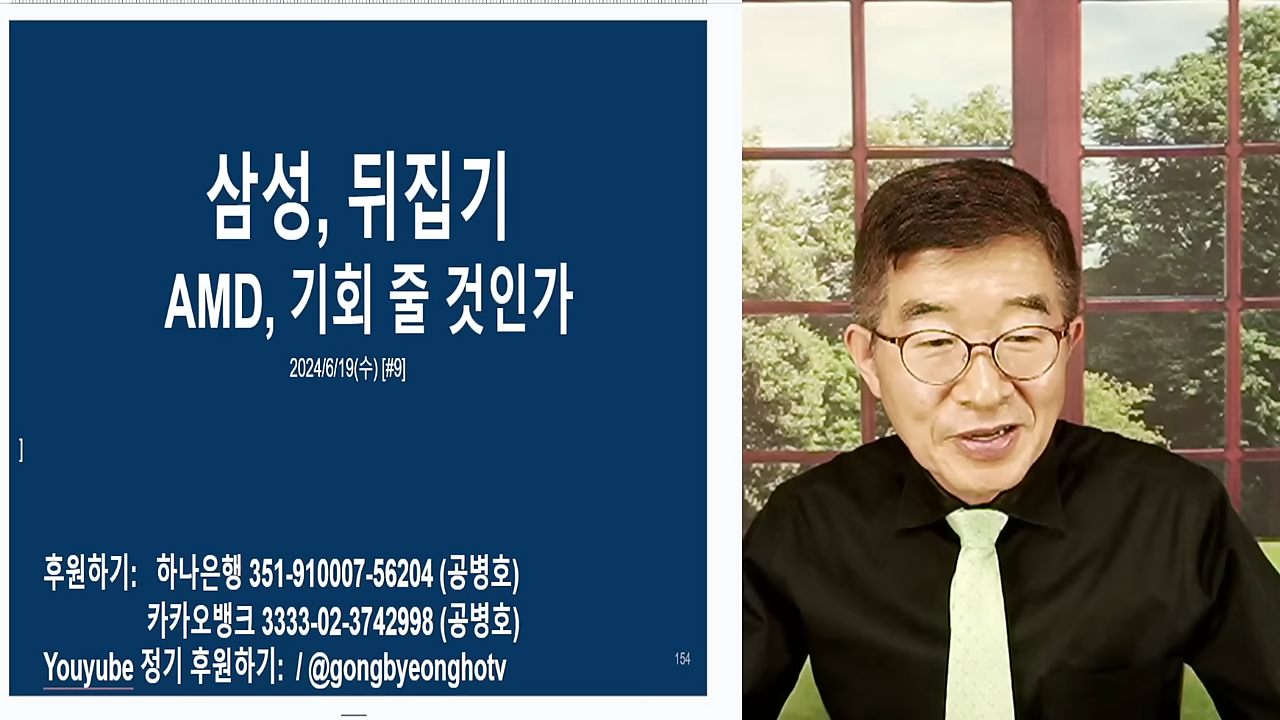 삼성, 뒤집기
AMD, 기회 줄 것인가
2024/6/19(수) [#9]
]
후원하기: 하나은행 351-910007-56204 (공병호)
카카오뱅크 3333-02-3742998 (공병호)
Youyube 정기 후원하기: / @gongbyeonghotv
154